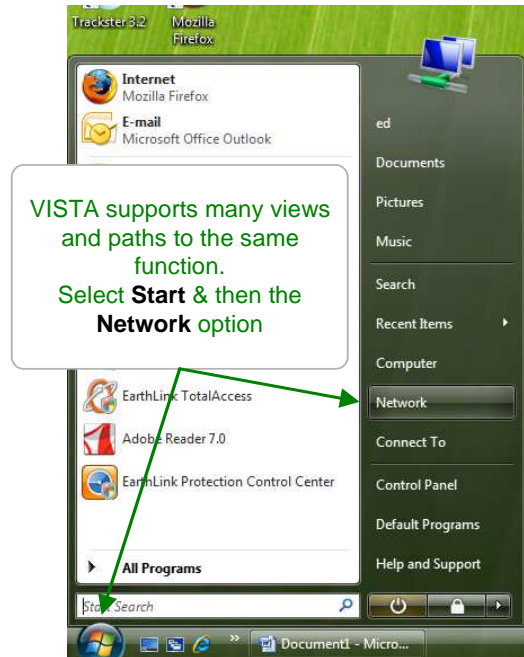 Trackster 3.2
Mozilla
Firefox
Internet
Mozilla Firefox
E-mail
Microsoft Office Outlook
VISTA supports many views
and paths to the same
function.
Select Start & then the
Network option
EarthLink TotalAccess
Adobe Reader 7.0
EarthLink Protection Control Center
All Programs
Start Search
ed
Documents
Pictures
Music
Search
Recent Items
Computer
Network
Connect To
Control Panel
Default Programs
Help and Support
Document1 - Micro...